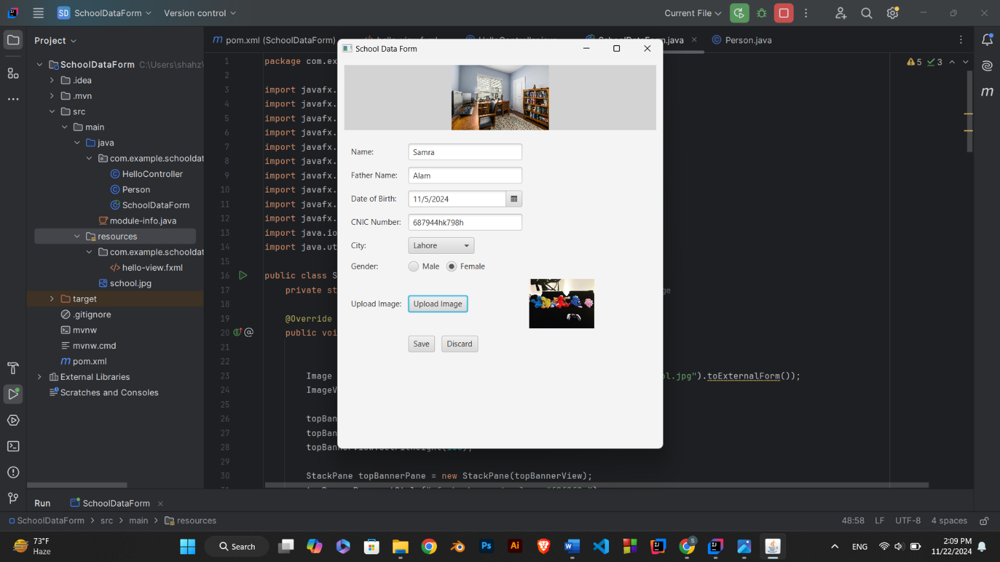 SD SchoolDataForm Version control Current File
Project
pom.xml (SchoolDataForm) Person.java
SchoolDataForm C:\Users\shahz\
.idea
.mvn
src
main
java
com.example.schooldat
HelloController
Person
SchoolDataForm
module-info.java
resources
com.example.schooldat
hello-view.fxml
school.jpg
target
.gitignore
mvnw
mvnw.cmd
pom.xml
External Libraries
Scratches and Consoles
5 3
1 package com.ex
2
3 import javafx.
4 import javafx.
5 import javafx.
6 import javafx.
7 import javafx.
8 import javafx.
9 import javafx.
10 import javafx.
11 import javafx.
12 import javafx.
13 import java.io
14 import java.ut
15
16 public class S
17 private st ge
18
19 @Override
20 public voi
21
22
23 Image ol.jpg").toExternalForm());
24 ImageV
25
26 topBan
27 topBan
28
29
30 StackPane topBannerPane = new StackPane(topBannerView);
School Data Form
Name: Samra
Father Name: Alam
Date of Birth: 11/5/2024
CNIC Number: 687944hk798h
City: Lahore
Gender: Male Female
Upload Image: Upload Image
Save Discard
Run SchoolDataForm
SchoolDataForm > src > main > resources 48:58 LF UTF-8 4 spaces
73°F
Haze
Search
Ps
Ai
ENG
2:09 PM
11/22/2024